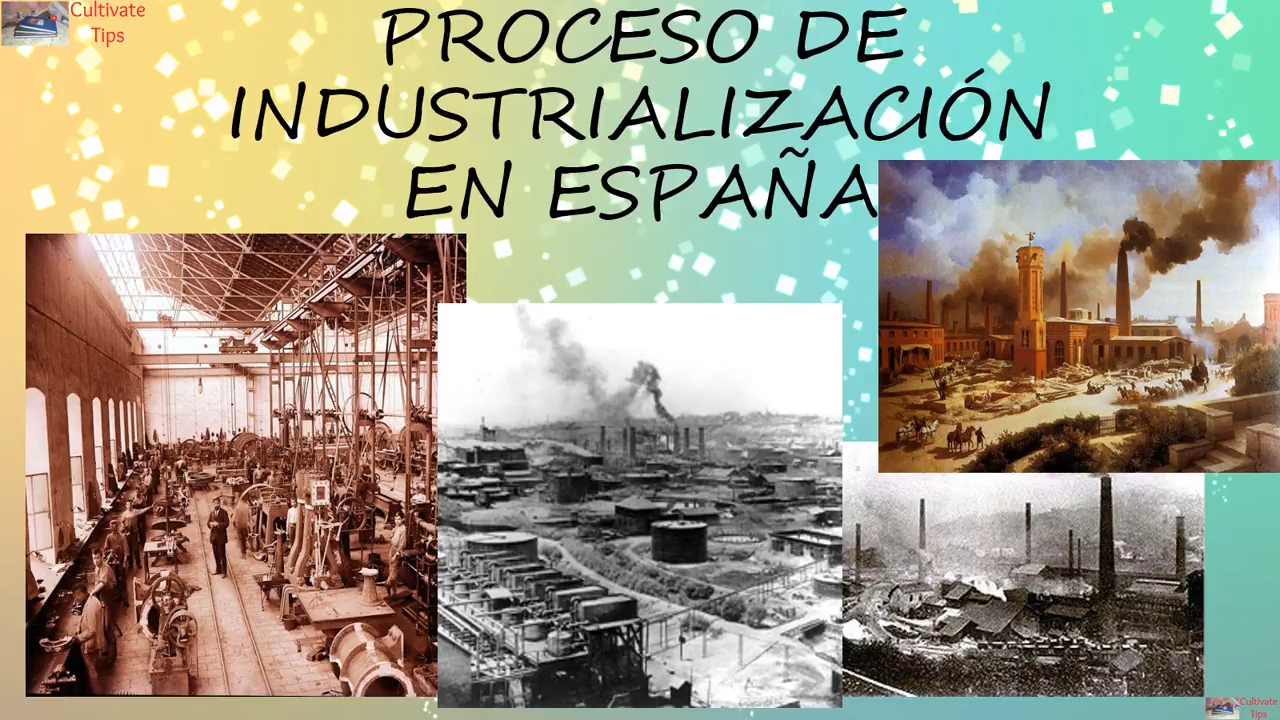 Cultivate
Tips
PROCESO DE
INDUSTRIALIZACIÓN
EN ESPAÑA
Cultivate
Tips